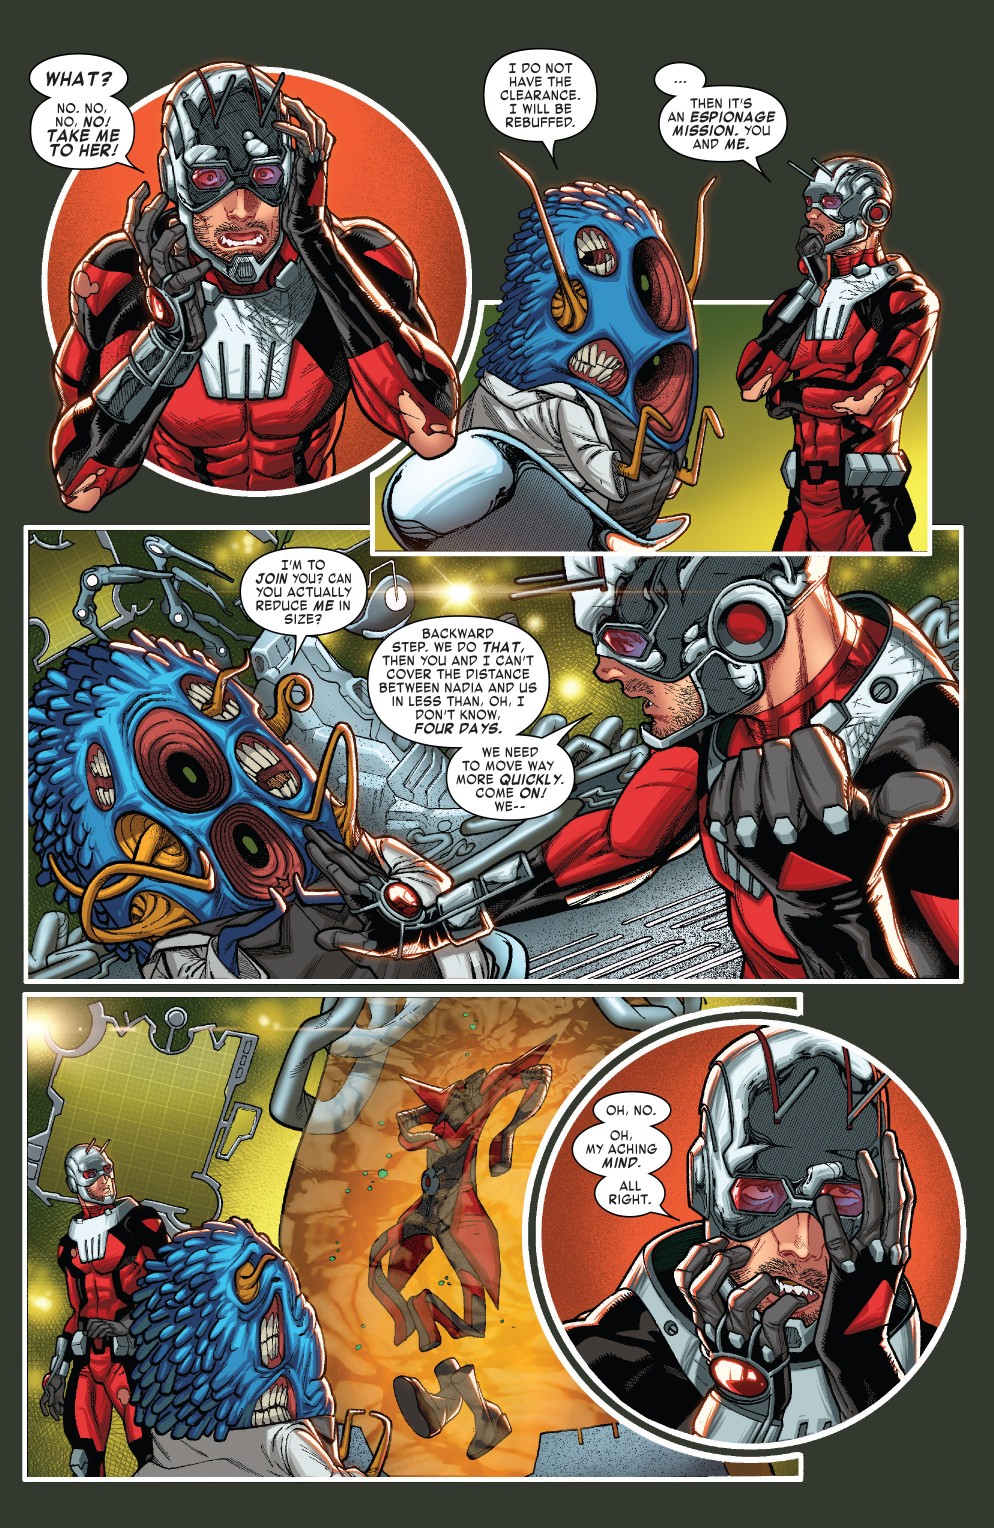 WHAT?
NO. NO,
NO, NO!
TAKE ME
TO HER!
I DO NOT
HAVE THE
CLEARANCE.
I WILL BE
REBUFFED.
...
THEN IT'S
AN ESPIONAGE
MISSION. YOU
AND ME.
I'M TO
JOIN YOU? CAN
YOU ACTUALLY
REDUCE ME IN
SIZE?
BACKWARD
STEP. WE DO THAT,
THEN YOU AND I CAN'T
COVER THE DISTANCE
BETWEEN NADIA AND US
IN LESS THAN, OH, I
DON'T KNOW,
FOUR DAYS.
WE NEED
TO MOVE WAY
MORE QUICKLY.
COME ON!
WE--
OH, NO.
OH,
MY ACHING
MIND.
ALL
RIGHT.